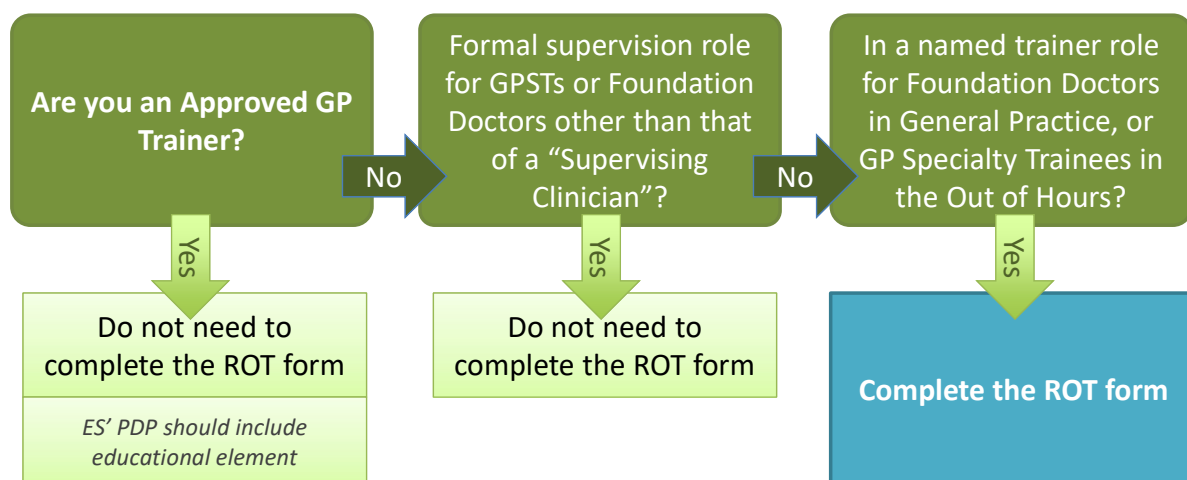 Are you an Approved GP
Trainer?
No
Formal supervision role
for GPSTs or Foundation
Doctors other than that
of a “Supervising
Clinician”?
No
In a named trainer role
for Foundation Doctors
in General Practice, or
GP Specialty Trainees in
the Out of Hours?
Yes
Yes
Yes
Do not need to
complete the ROT form
ES’ PDP should include
educational element
Do not need to
complete the ROT form
Complete the ROT form